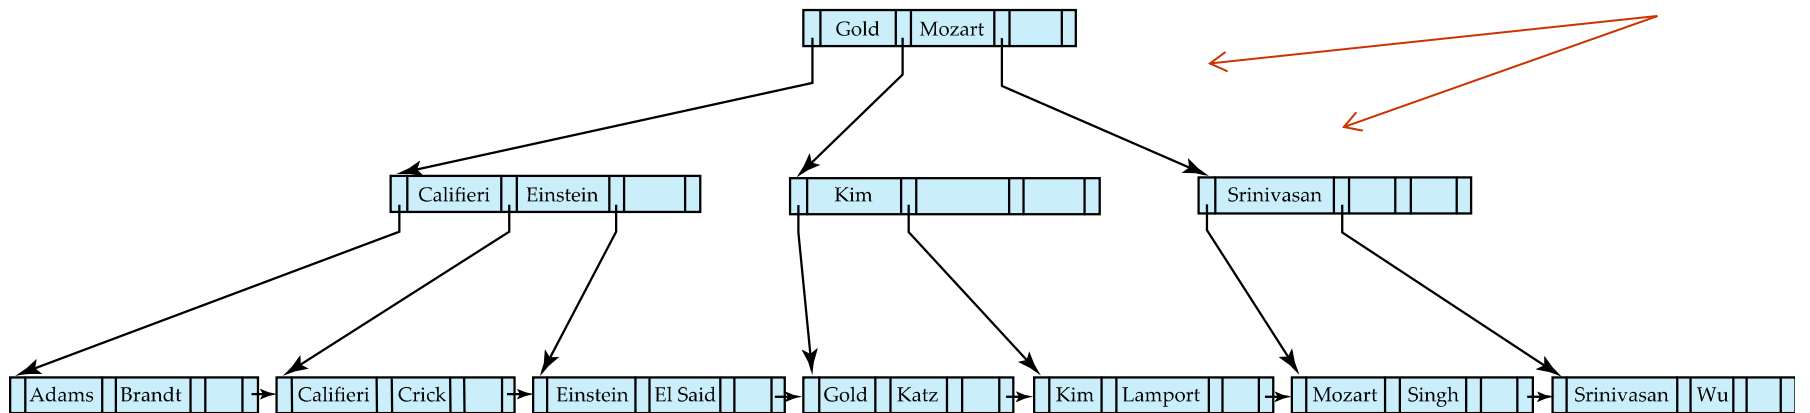 Gold Mozart
Califieri Einstein Kim Srinivasan
Adams Brandt Califieri Crick Einstein El Said Gold Katz Kim Lamport Mozart Singh Srinivasan Wu